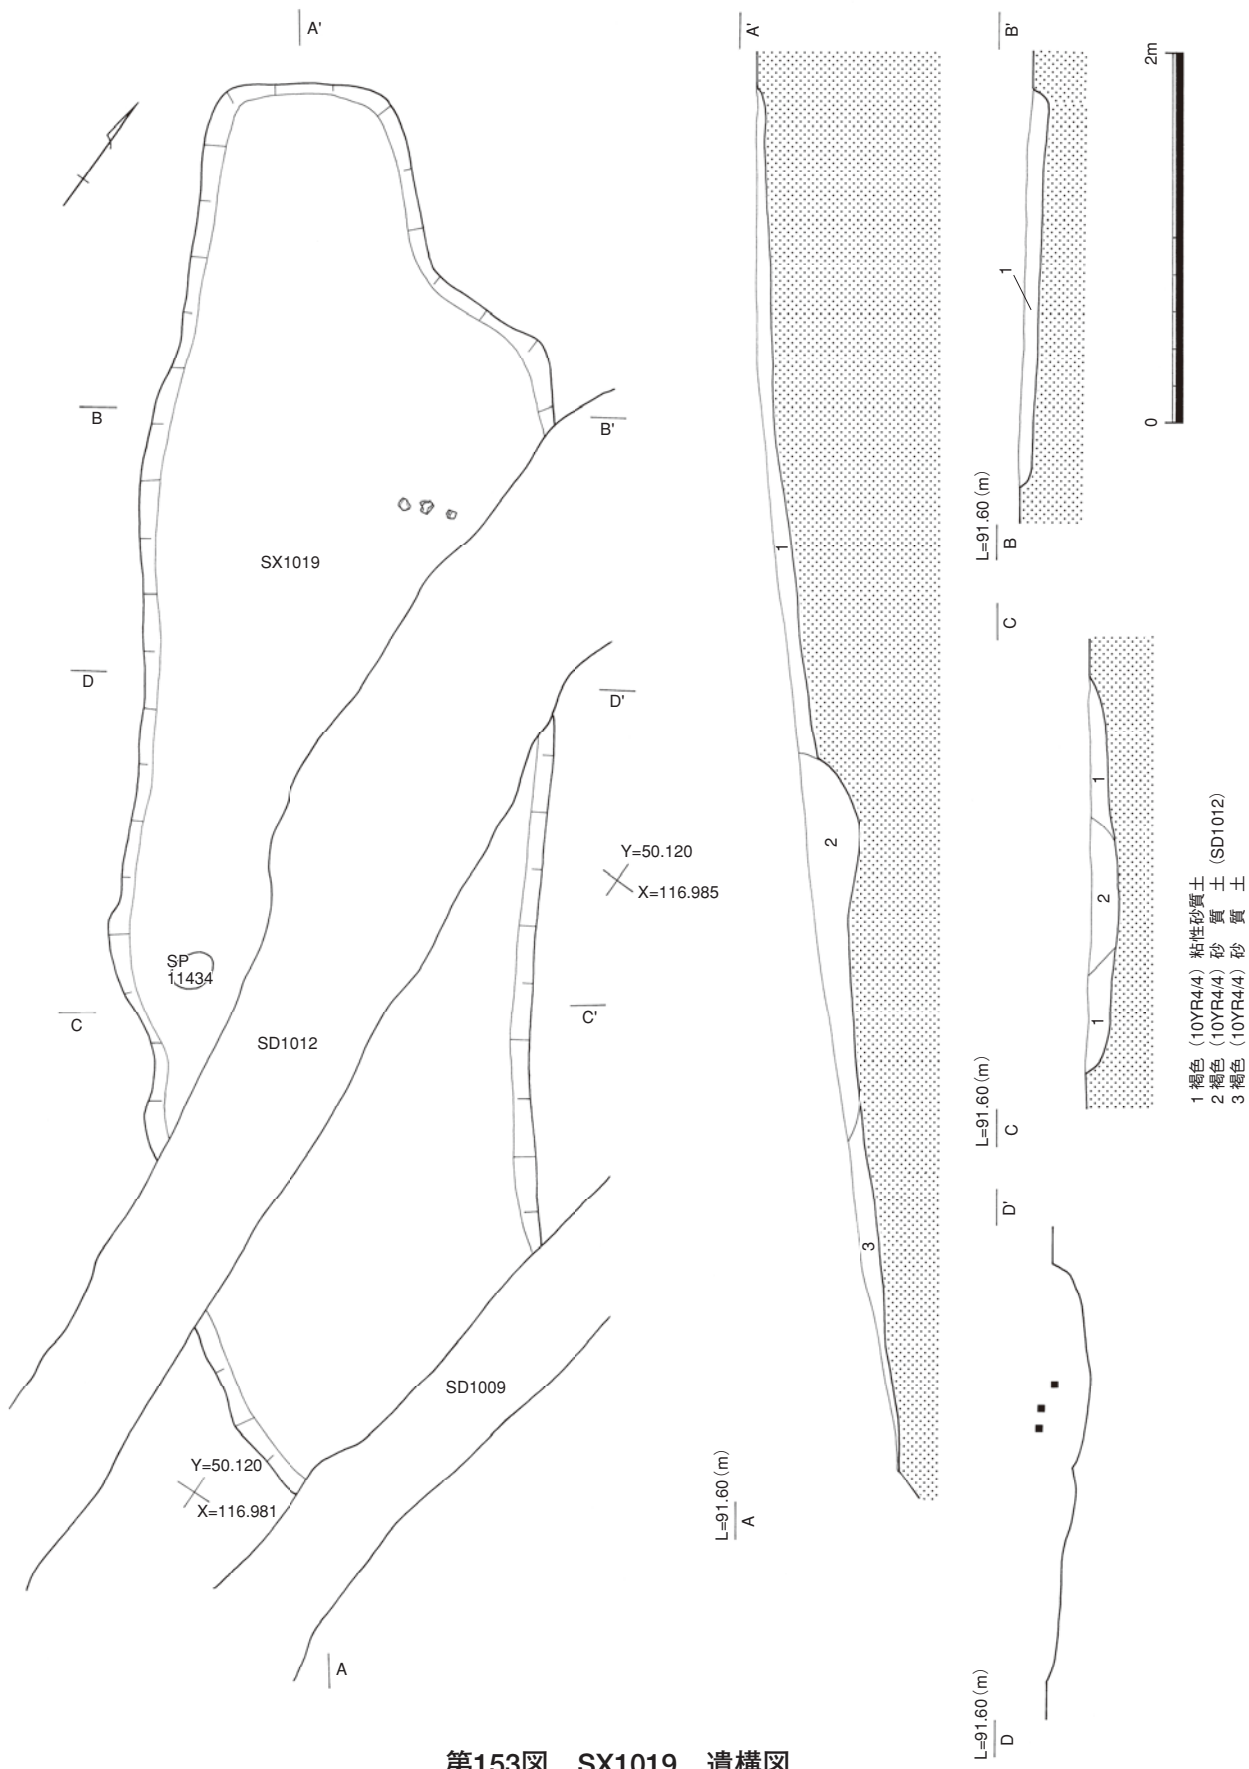 A'
B
B'
SX1019
D
D'
Y=50.120
X=116.985
SP
11434
C
C'
SD1012
SD1009
Y=50.120
X=116.981
A
A'
1
2
3
L=91.60(m)
A
B'
1
L=91.60(m)
B
C
1
2
1
L=91.60(m)
C
D'
L=91.60(m)
D
2m
0
1 褐色（10YR4/4）粘性砂質土
2 褐色（10YR4/4）砂 質 土（SD1012）
3 褐色（10YR4/4）砂 質 土
第153図 SX1019 遺構図